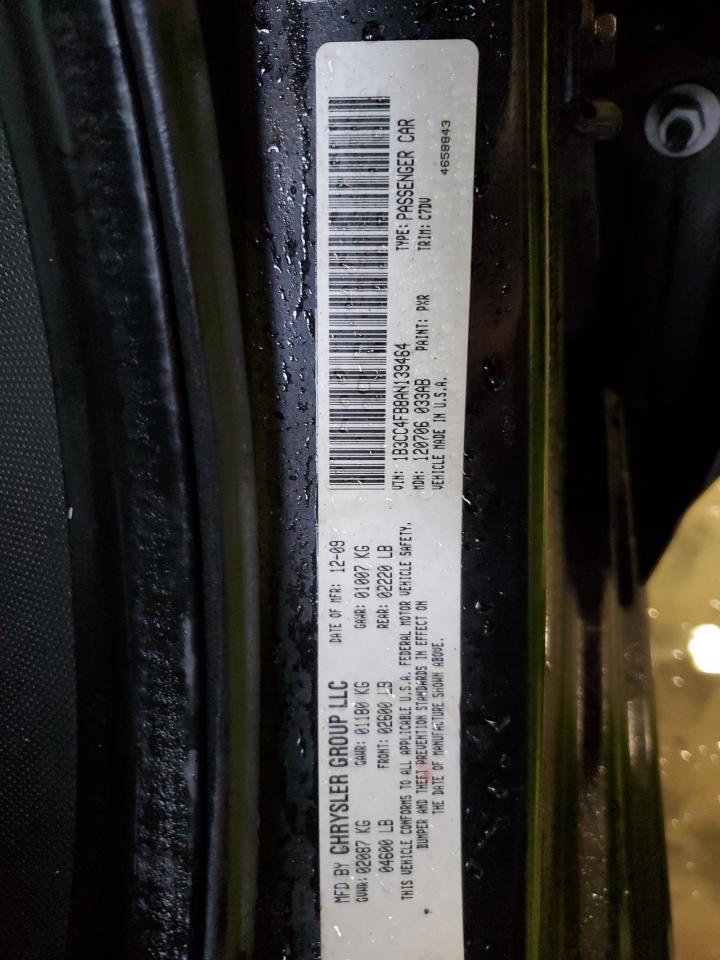 MFD BY CHRYSLER GROUP LLC DATE OF MFR: 12-09
GVWR: 02087 KG GAWR: 01180 KG GAWR: 01007 KG
04600 LB FRONT: 02600 LB REAR: 02220 LB
THIS VEHICLE CONFORMS TO ALL APPLICABLE U.S.A. FEDERAL MOTOR VEHICLE SAFETY,
BUMPER AND THEFT PREVENTION STANDARDS IN EFFECT ON
THE DATE OF MANUFACTURE SHOWN ABOVE.
VIN: 1B3CC4FB8AN139464 TYPE: PASSENGER CAR
MDH: 120706 033AB PAINT: PXR TRIM: C7DV
VEHICLE MADE IN U.S.A.
4658843